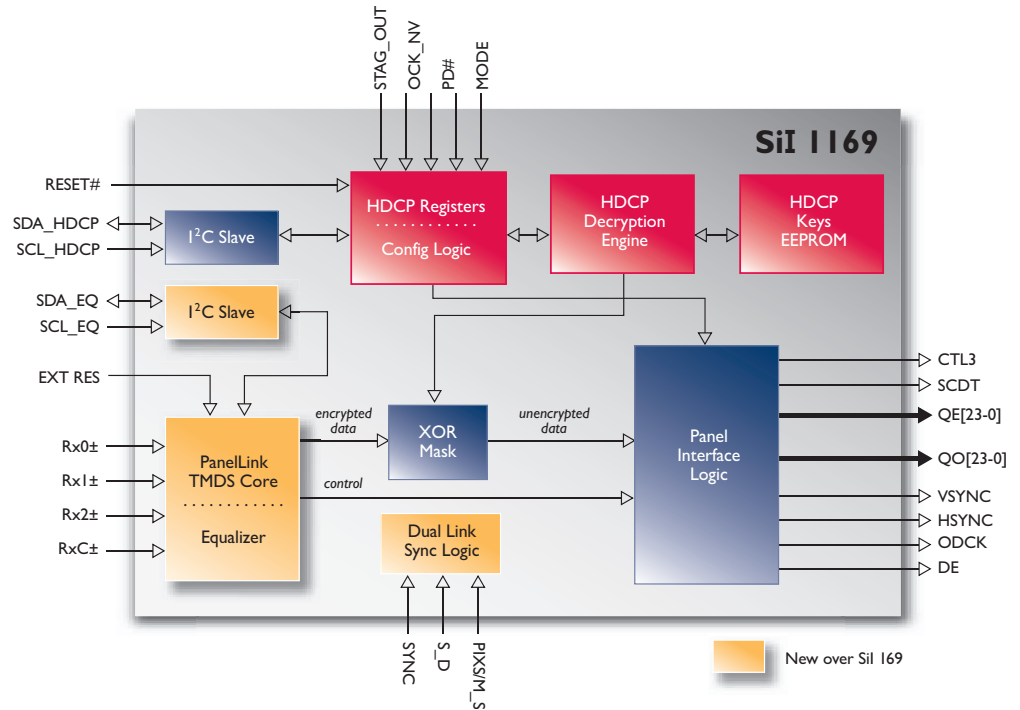 STAG_OUT
OCK_NV
PD#
MODE
SiI 1169
RESET#
SDA_HDCP
SCL_HDCP
I²C Slave
HDCP Registers
Config Logic
HDCP
Decryption
Engine
HDCP
Keys
EEPROM
SDA_EQ
SCL_EQ
I²C Slave
EXT RES
Rx0±
Rx1±
Rx2±
RxC±
PanelLink
TMDS Core
Equalizer
encrypted
data
XOR
Mask
unencrypted
data
control
Panel
Interface
Logic
CTL3
SCDT
QE[23-0]
QO[23-0]
VSYNC
HSYNC
ODCK
DE
Dual Link
Sync Logic
SYNC
S_D
PIXS/M_S
New over SiI 169